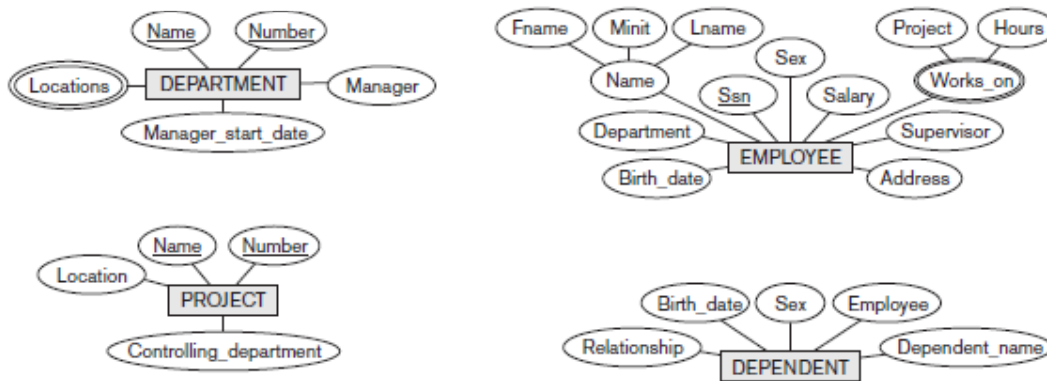 Name
Number
Locations
DEPARTMENT
Manager
Manager_start_date
Fname
Minit
Lname
Name
Sex
Project
Hours
Works_on
Ssn
Salary
Department
Supervisor
EMPLOYEE
Birth_date
Address
Name
Number
Location
PROJECT
Controlling_department
Birth_date
Sex
Employee
Relationship
Dependent_name
DEPENDENT